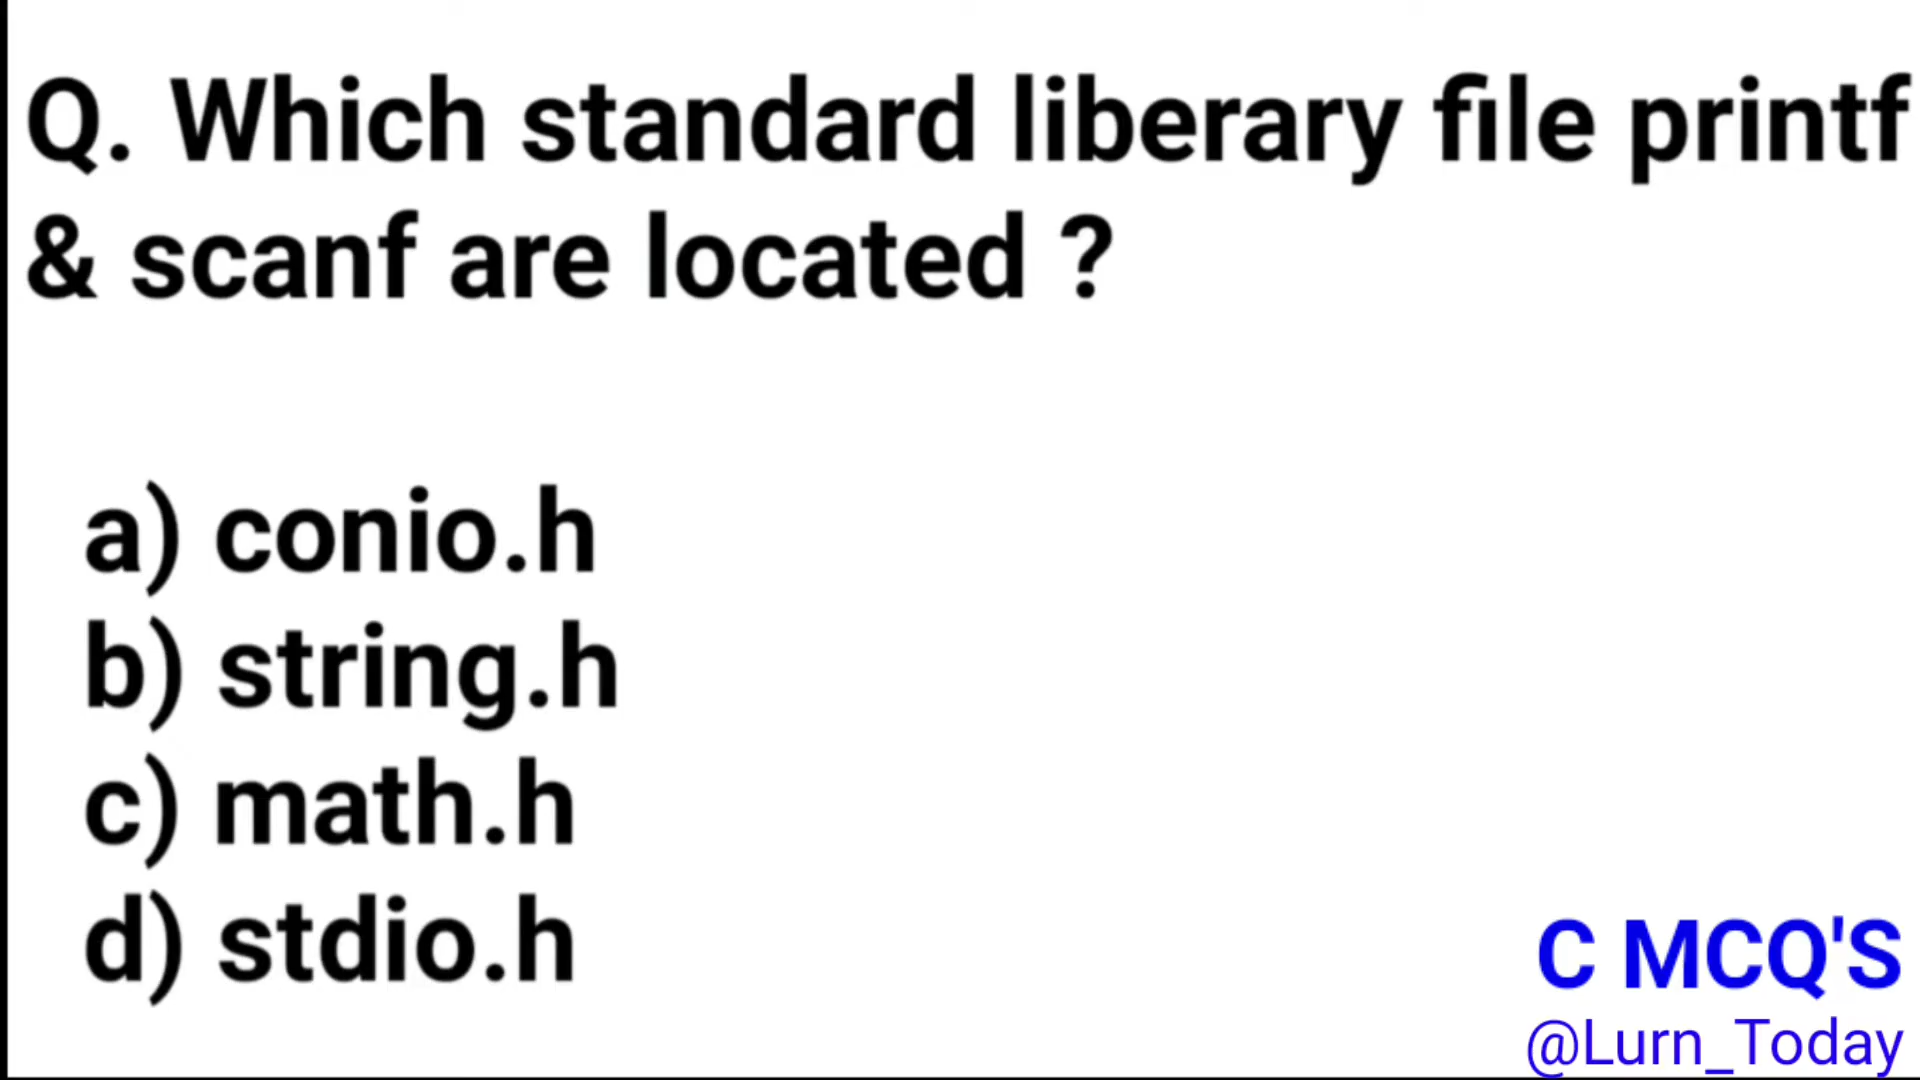 Q. Which standard liberary file printf
& scanf are located ?
a) conio.h
b) string.h
c) math.h
d) stdio.h
C MCQ'S
@Lurn_Today